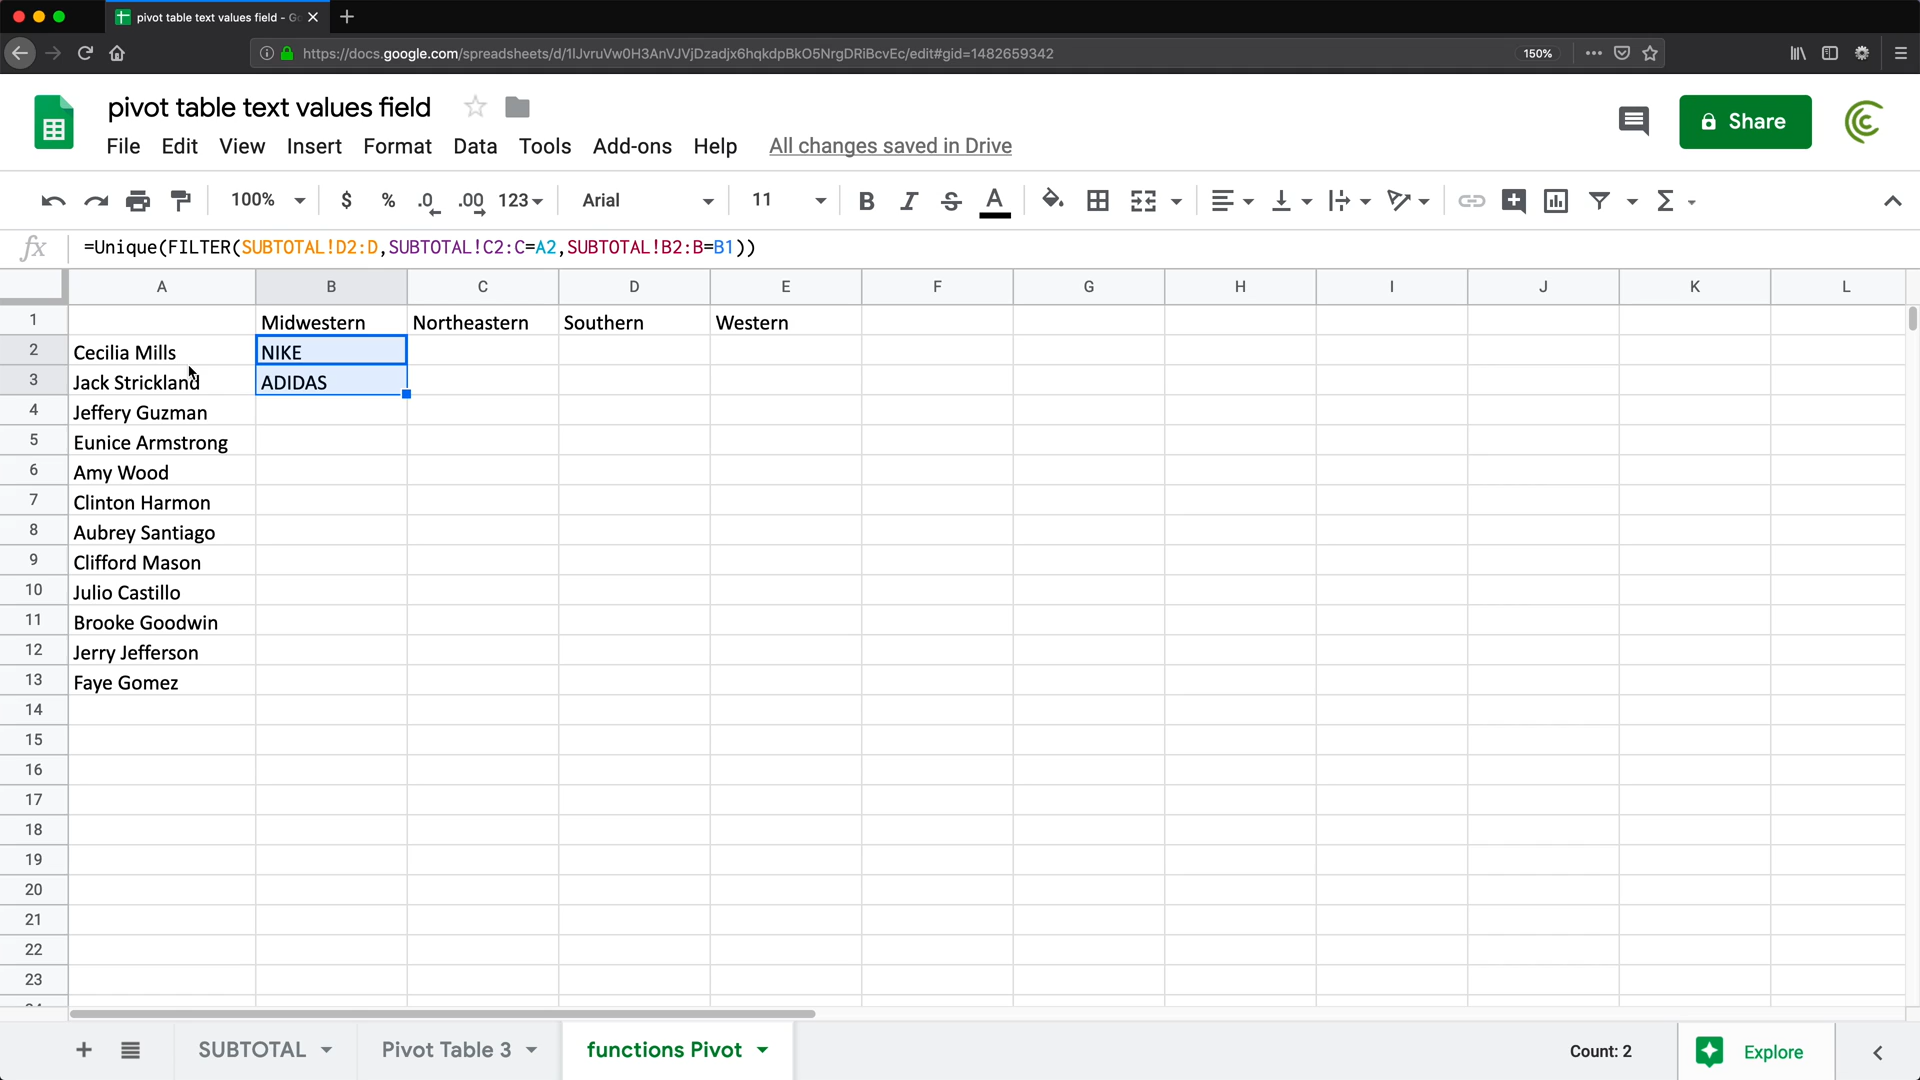 pivot table text values field - Go
https://docs.google.com/spreadsheets/d/1lJvruVw0H3AnVJVjDzadjx6hqkdpBkO5NrgDRiBcvEc/edit#gid=1482659342
150%
pivot table text values field
Share
File Edit View Insert Format Data Tools Add-ons Help All changes saved in Drive
100% $ % .0 .00 123 Arial 11 B I S A
fx =Unique(FILTER(SUBTOTAL!D2:D,SUBTOTAL!C2:C=A2,SUBTOTAL!B2:B=B1))
A B C D E F G H I J K L
1 Midwestern Northeastern Southern Western
2 Cecilia Mills NIKE
3 Jack Strickland ADIDAS
4 Jeffery Guzman
5 Eunice Armstrong
6 Amy Wood
7 Clinton Harmon
8 Aubrey Santiago
9 Clifford Mason
10 Julio Castillo
11 Brooke Goodwin
12 Jerry Jefferson
13 Faye Gomez
14
15
16
17
18
19
20
21
22
23
SUBTOTAL Pivot Table 3 functions Pivot Count: 2 Explore